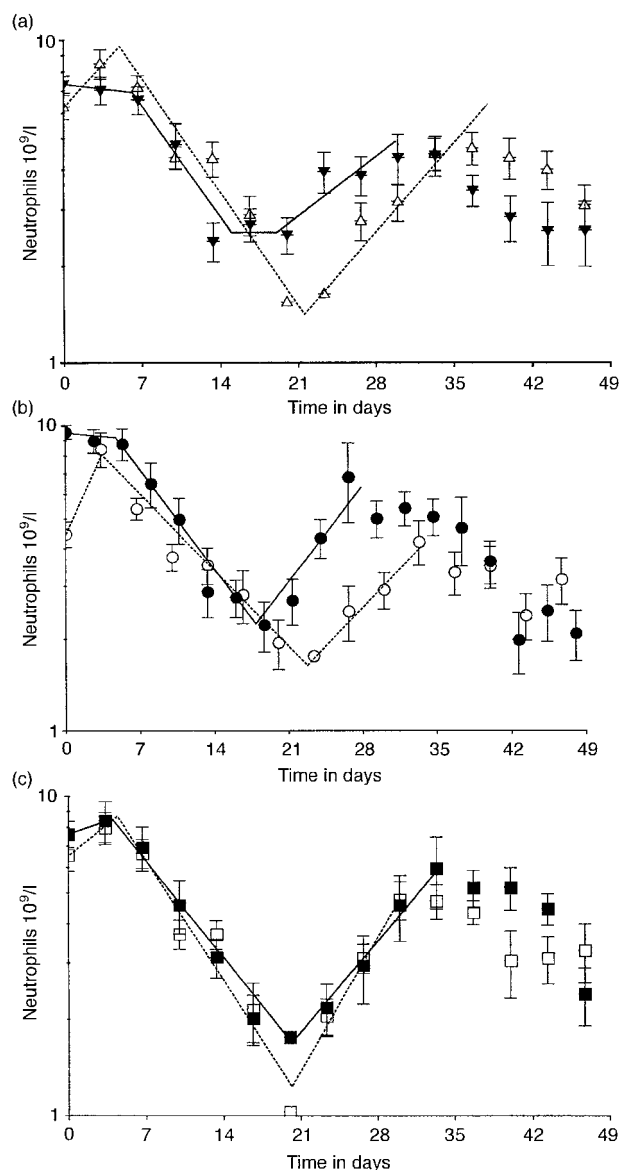 (a)
10
Neutrophils 10⁹/l
1
0 7 14 21 28 35 42 49
Time in days
(b)
10
Neutrophils 10⁹/l
1
0 7 14 21 28 35 42 49
Time in days
(c)
10
Neutrophils 10⁹/l
1
0 7 14 21 28 35 42 49
Time in days